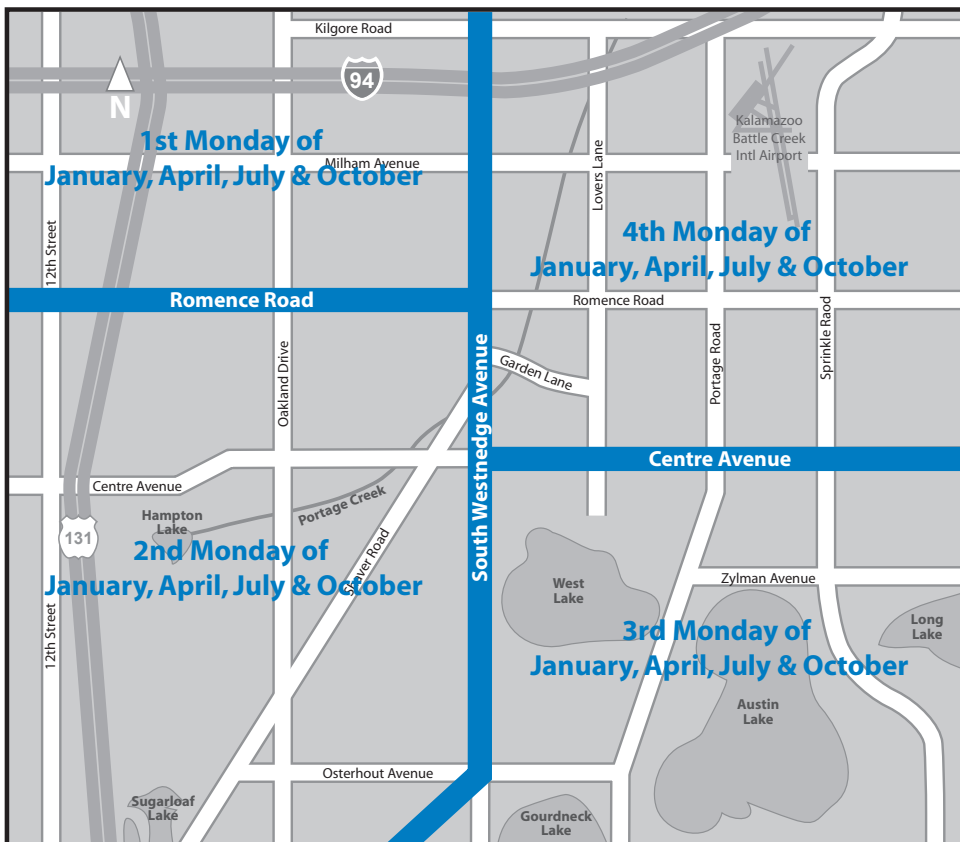 Kilgore Road
94
N
Kalamazoo
Battle Creek
Intl Airport
1st Monday of
January, April, July & October
Milham Avenue
Lovers Lane
12th Street
4th Monday of
January, April, July & October
Romence Road
Romence Road
Oakland Drive
South Westnedge Avenue
Garden Lane
Portage Road
Sprinkle Raod
Centre Avenue
Centre Avenue
Portage Creek
Hampton
Lake
131
2nd Monday of
January, April, July & October
Shaver Road
West
Lake
Zylman Avenue
12th Street
3rd Monday of
January, April, July & October
Long
Lake
Austin
Lake
Osterhout Avenue
Sugarloaf
Lake
Gourdneck
Lake